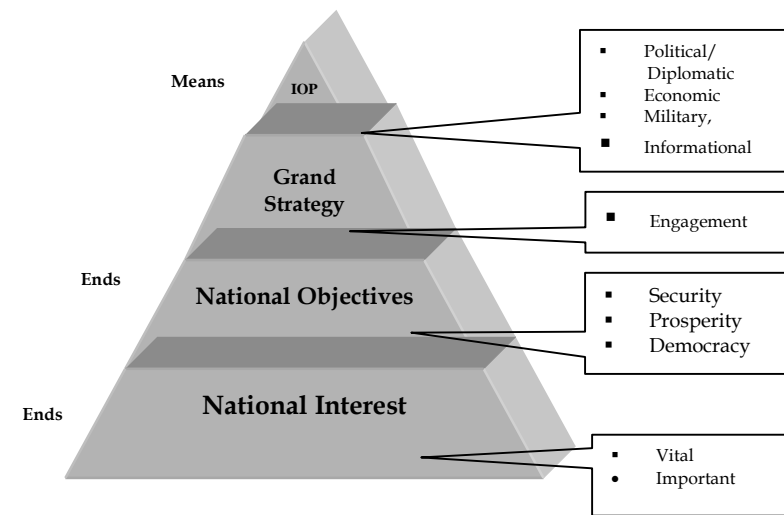 Means
IOP
▪ Political/
Diplomatic
▪ Economic
▪ Military,
▪ Informational
Grand
Strategy
▪ Engagement
Ends
National Objectives
▪ Security
▪ Prosperity
▪ Democracy
Ends
National Interest
▪ Vital
• Important